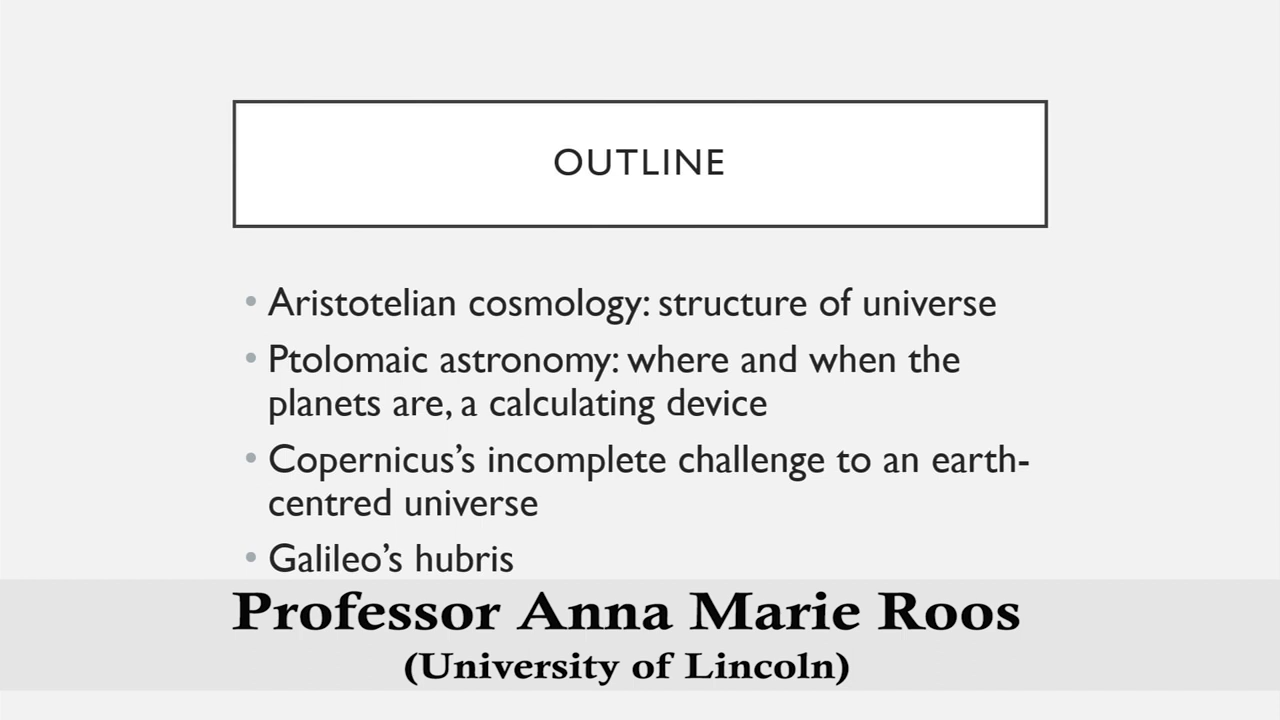 OUTLINE
• Aristotelian cosmology: structure of universe
• Ptolomaic astronomy: where and when the
planets are, a calculating device
• Copernicus’s incomplete challenge to an earth-
centred universe
• Galileo’s hubris
Professor Anna Marie Roos
(University of Lincoln)